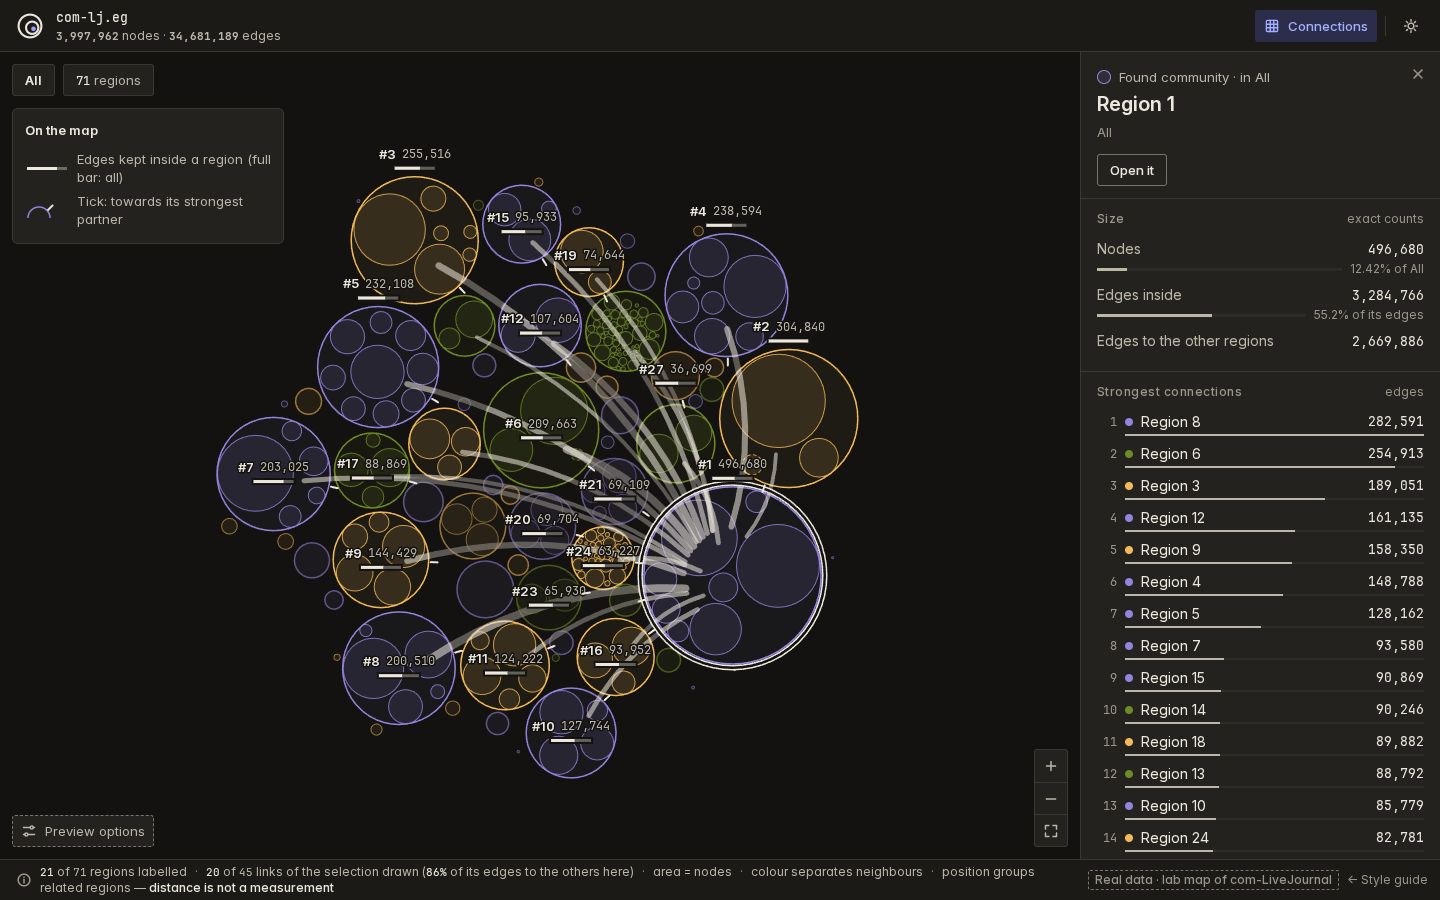 com-lj.eg
3,997,962 nodes · 34,681,189 edges
Connections
All
71 regions
On the map
Edges kept inside a region (full
bar: all)
Tick: towards its strongest
partner
#3 255,516
#15 95,933
#4 238,594
#19 74,644
#5 232,108
#12 107,604
#2 304,840
#27 36,699
#6 209,663
#7 203,025
#17 88,869
#1 496,680
#21 69,109
#20 69,704
#9 144,429
#24 63,227
#23 65,930
#8 200,510
#11 124,222
#16 93,952
#10 127,744
Preview options
Found community · in All
Region 1
All
Open it
Size exact counts
Nodes 496,680
12.42% of All
Edges inside 3,284,766
55.2% of its edges
Edges to the other regions 2,669,886
Strongest connections edges
1 Region 8 282,591
2 Region 6 254,913
3 Region 3 189,051
4 Region 12 161,135
5 Region 9 158,350
6 Region 4 148,788
7 Region 5 128,162
8 Region 7 93,580
9 Region 15 90,869
10 Region 14 90,246
11 Region 18 89,882
12 Region 13 88,792
13 Region 10 85,779
14 Region 24 82,781
21 of 71 regions labelled · 20 of 45 links of the selection drawn (86% of its edges to the others here) · area = nodes · colour separates neighbours · position groups
related regions — distance is not a measurement
Real data · lab map of com-LiveJournal
← Style guide